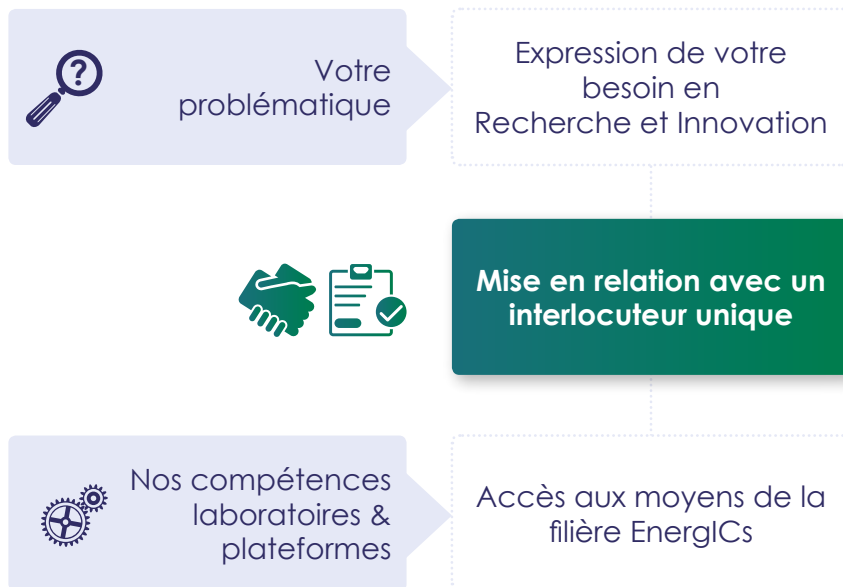 ?
Votre
problématique
Expression de votre
besoin en
Recherche et Innovation
Mise en relation avec un
interlocuteur unique
Nos compétences
laboratoires &
plateformes
Accès aux moyens de la
filière EnergICs